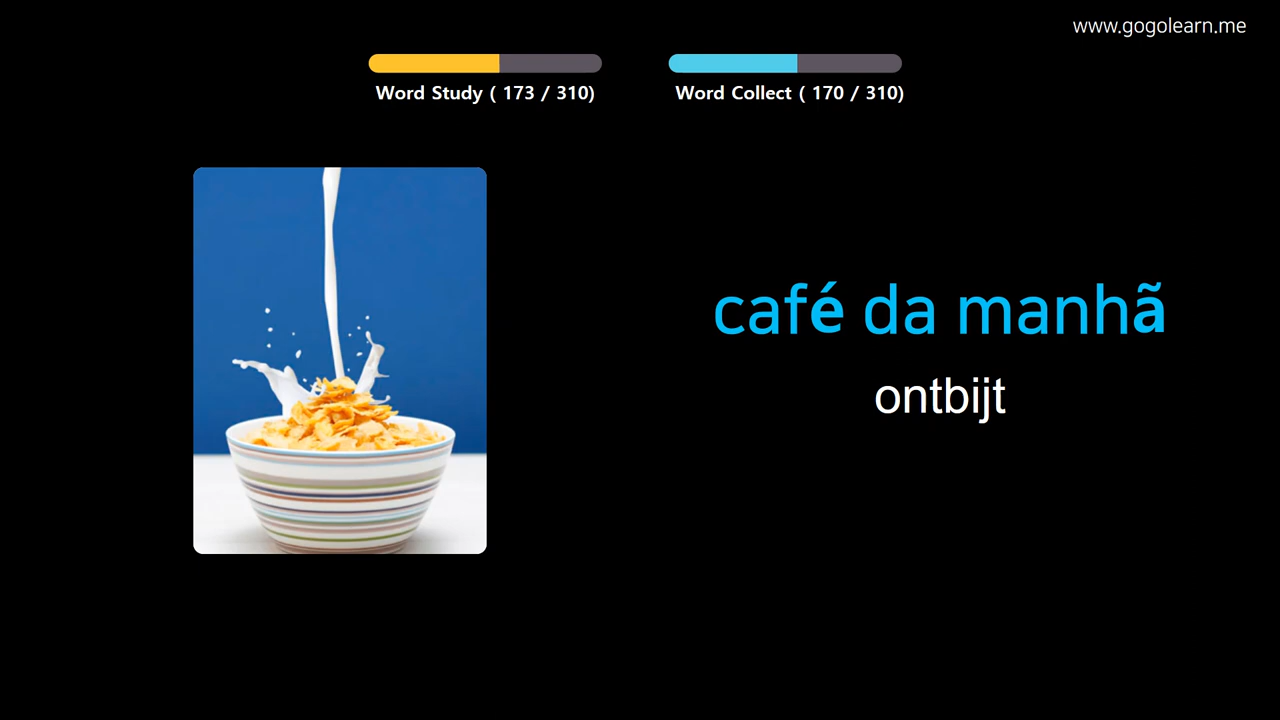 www.gogolearn.me
Word Study ( 173 / 310)
Word Collect ( 170 / 310)
café da manhã
ontbijt